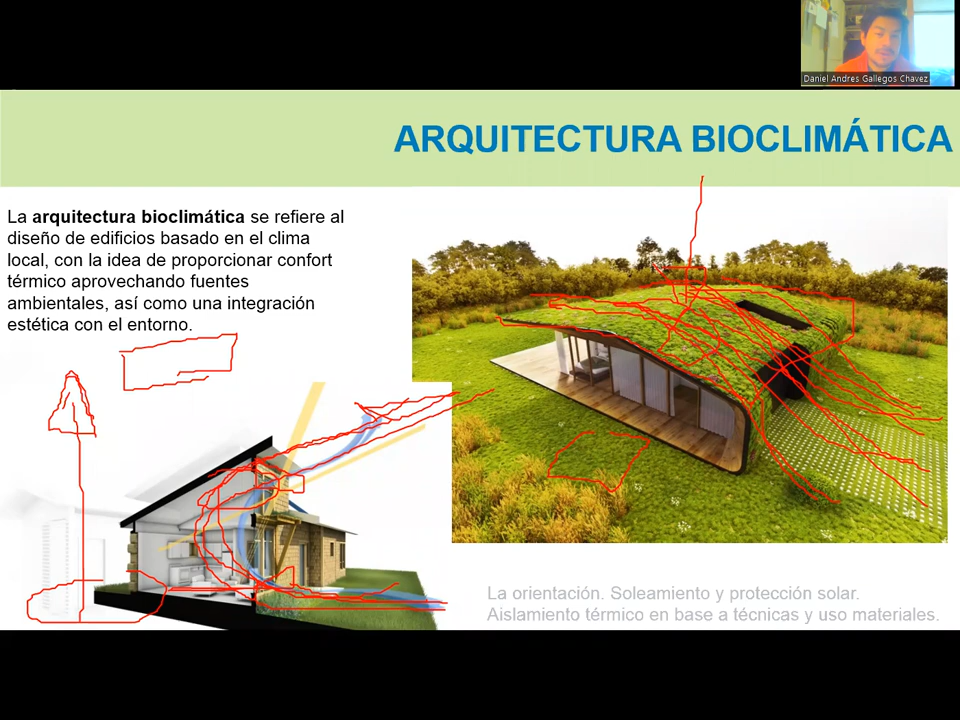 Daniel Andres Gallegos Chavez
ARQUITECTURA BIOCLIMÁTICA
La arquitectura bioclimática se refiere al
diseño de edificios basado en el clima
local, con la idea de proporcionar confort
térmico aprovechando fuentes
ambientales, así como una integración
estética con el entorno.
La orientación. Soleamiento y protección solar.
Aislamiento térmico en base a técnicas y uso materiales.